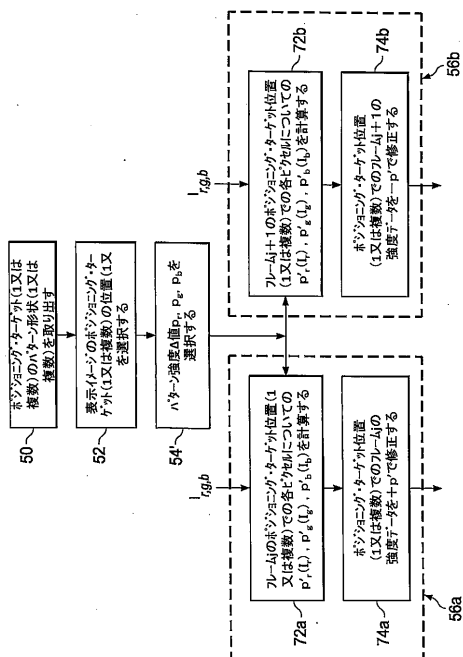 ポジショニング・ターゲット(1又は
複数)のパターン形状(1又は
複数)を取り出す
50
表示イメージのポジショニング・ター
ゲット(1又は複数)の位置(1又
は複数)を選択する
52
パターン強度Δ値pr, pg, pbを
選択する
54'
Ir,g,b
フレームjのポジショニング・ターゲット位置(1
又は複数)での各ピクセルについての
p'r(Ir), p'g(Ig), p'b(Ib)を計算する
72a
ポジショニング・ターゲット位置
(1又は複数)でのフレームjの
強度データを+p'で修正する
74a
56a
Ir,g,b
フレームj+1のポジショニング・ターゲット位置
(1又は複数)での各ピクセルについての
p'r(Ir), p'g(Ig), p'b(Ib)を計算する
72b
ポジショニング・ターゲット位置
(1又は複数)でのフレームj+1の
強度データを-p'で修正する
74b
56b